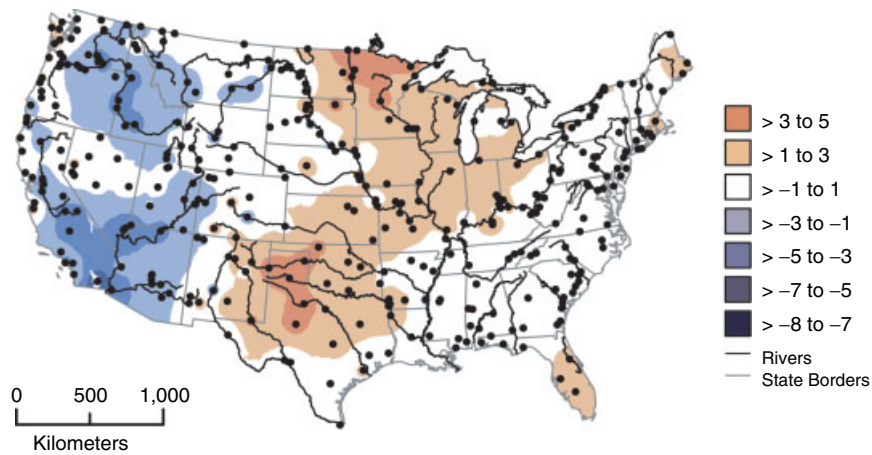 > 3 to 5
> 1 to 3
> –1 to 1
> –3 to –1
> –5 to –3
> –7 to –5
> –8 to –7
Rivers
State Borders
0 500 1,000
Kilometers